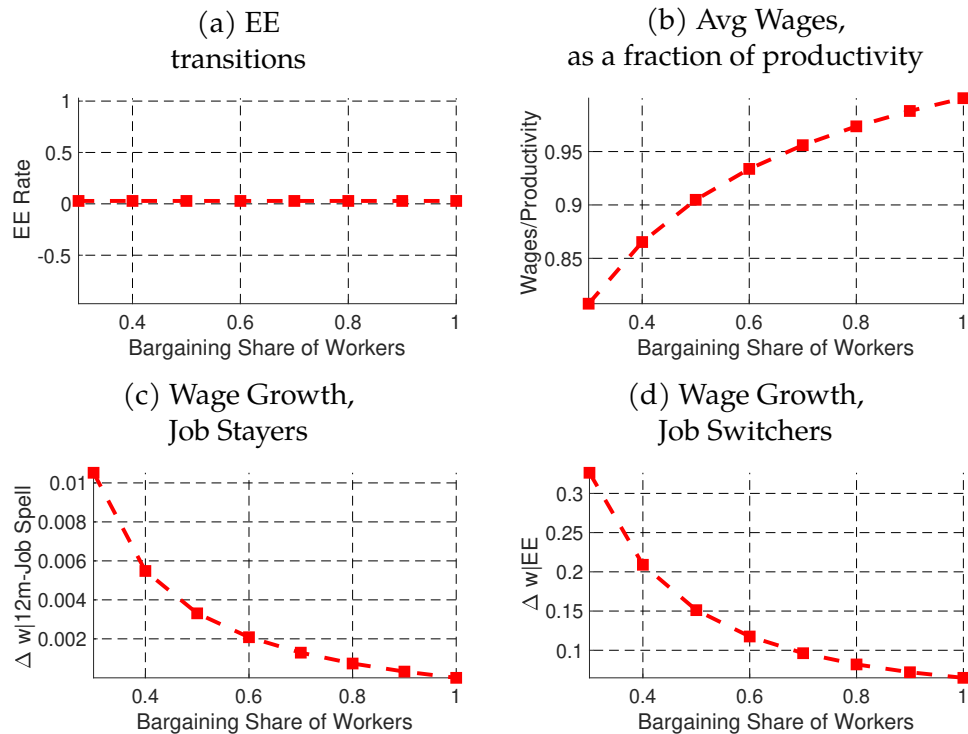 (a) EE
transitions
1
0.5
0
-0.5
EE Rate
0.4 0.6 0.8 1
Bargaining Share of Workers
(b) Avg Wages,
as a fraction of productivity
0.95
0.9
0.85
Wages/Productivity
0.4 0.6 0.8 1
Bargaining Share of Workers
(c) Wage Growth,
Job Stayers
0.01
0.008
0.006
0.004
0.002
Δ w|12m-Job Spell
0.4 0.6 0.8 1
Bargaining Share of Workers
(d) Wage Growth,
Job Switchers
0.3
0.25
0.2
0.15
0.1
Δ w|EE
0.4 0.6 0.8 1
Bargaining Share of Workers